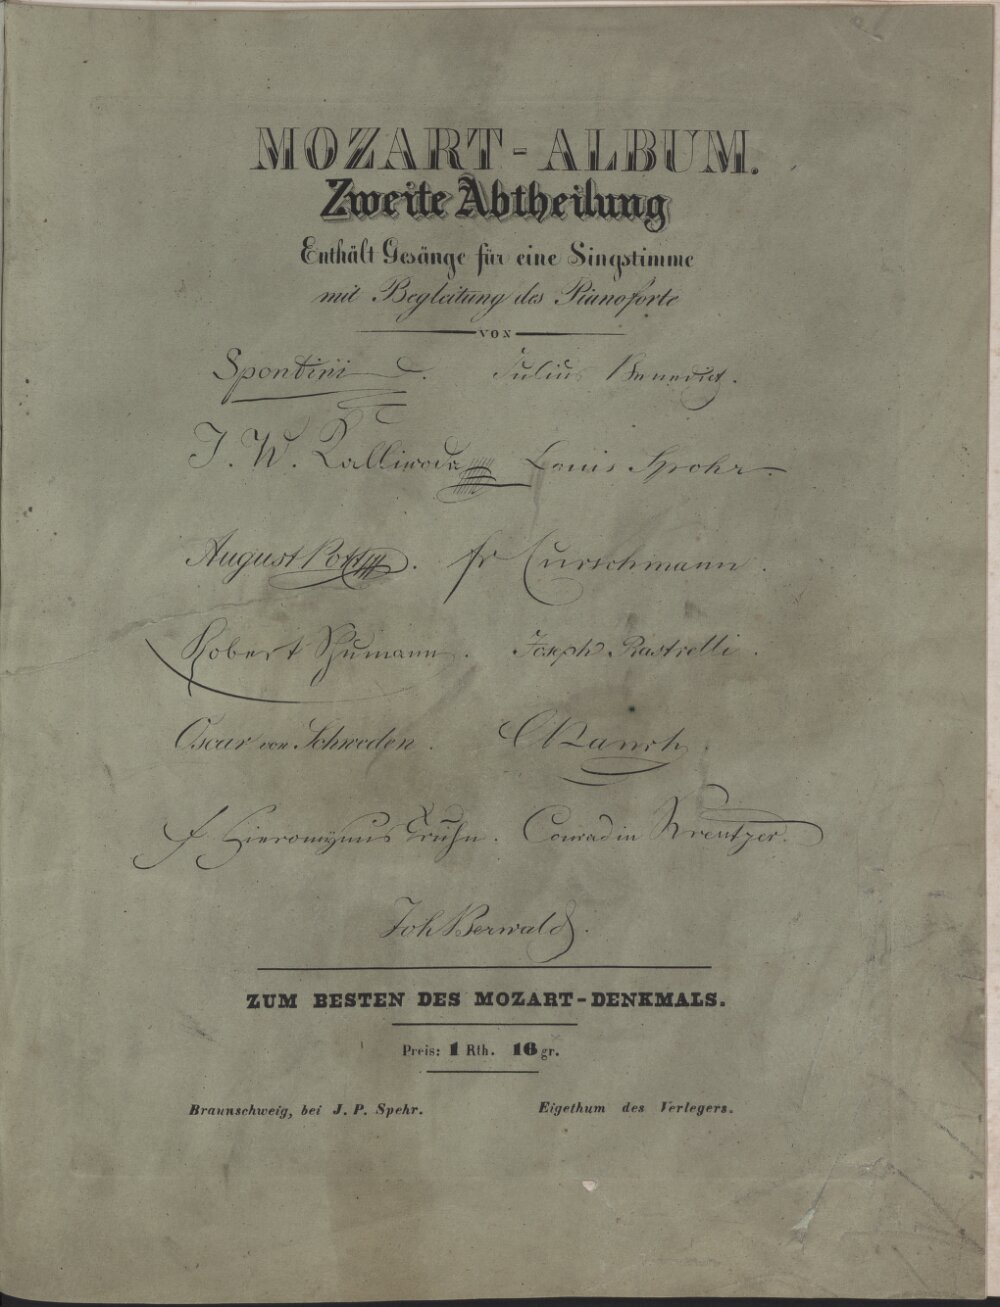 MOZART-ALBUM.
Zweite Abtheilung
Enthält Gesänge für eine Singstimme
mit Begleitung des Pianoforte
VON
Spontini. Julius Benedict.
J. W. Kalliwoda Louis Spohr.
August Pott. Fr Curschmann.
Robert Schumann. Joseph Rastrelli.
Oscar von Schweden.
F Hieronymus Truhn. Conradin Kreutzer.
Joh Berwald.
ZUM BESTEN DES MOZART-DENKMALS.
Preis: 1 Rth. 16 gr.
Braunschweig, bei J. P. Spehr. Eigethum des Verlegers.